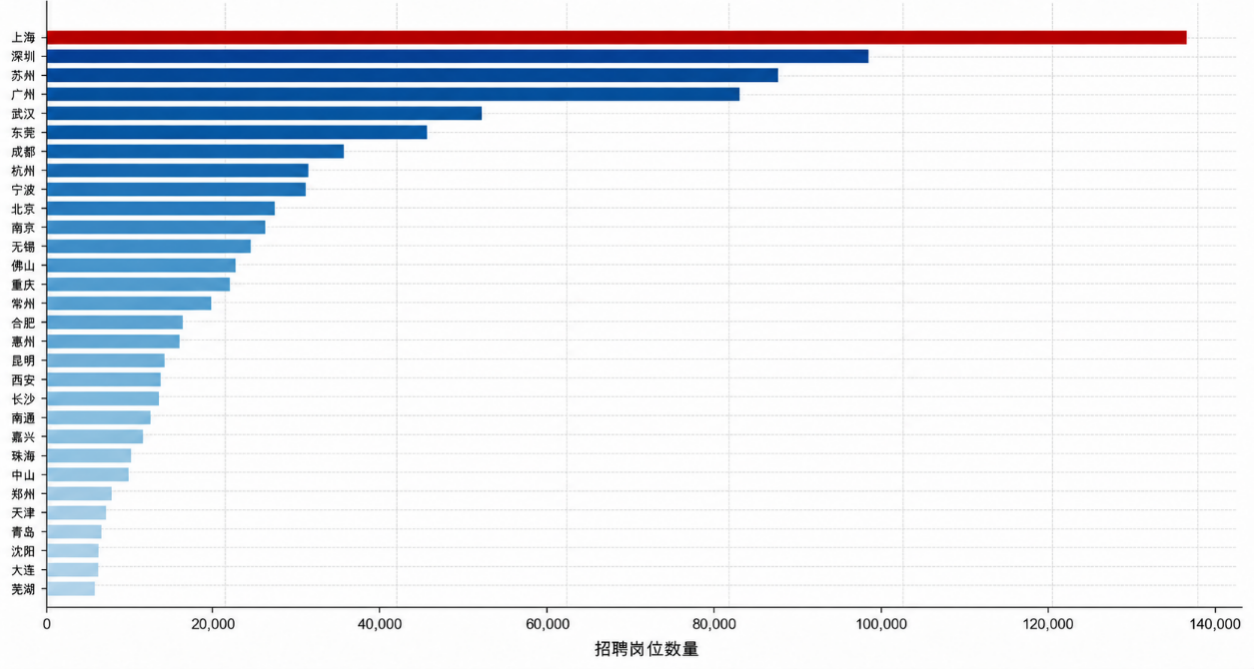 上海
深圳
苏州
广州
武汉
东莞
成都
杭州
宁波
北京
南京
无锡
佛山
重庆
常州
合肥
惠州
昆明
西安
长沙
南通
嘉兴
珠海
中山
郑州
天津
青岛
沈阳
大连
芜湖
0 20,000 40,000 60,000 80,000 100,000 120,000 140,000
招聘岗位数量